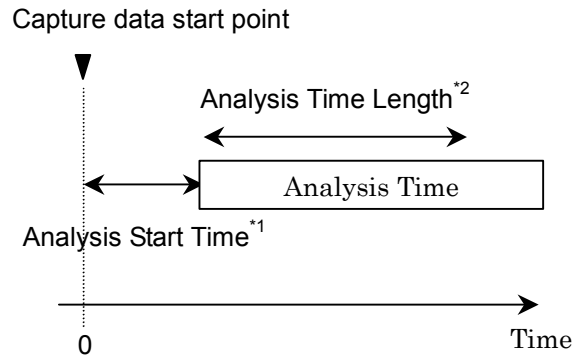 Capture data start point
Analysis Time Length*2
Analysis Time
Analysis Start Time*1
0
Time